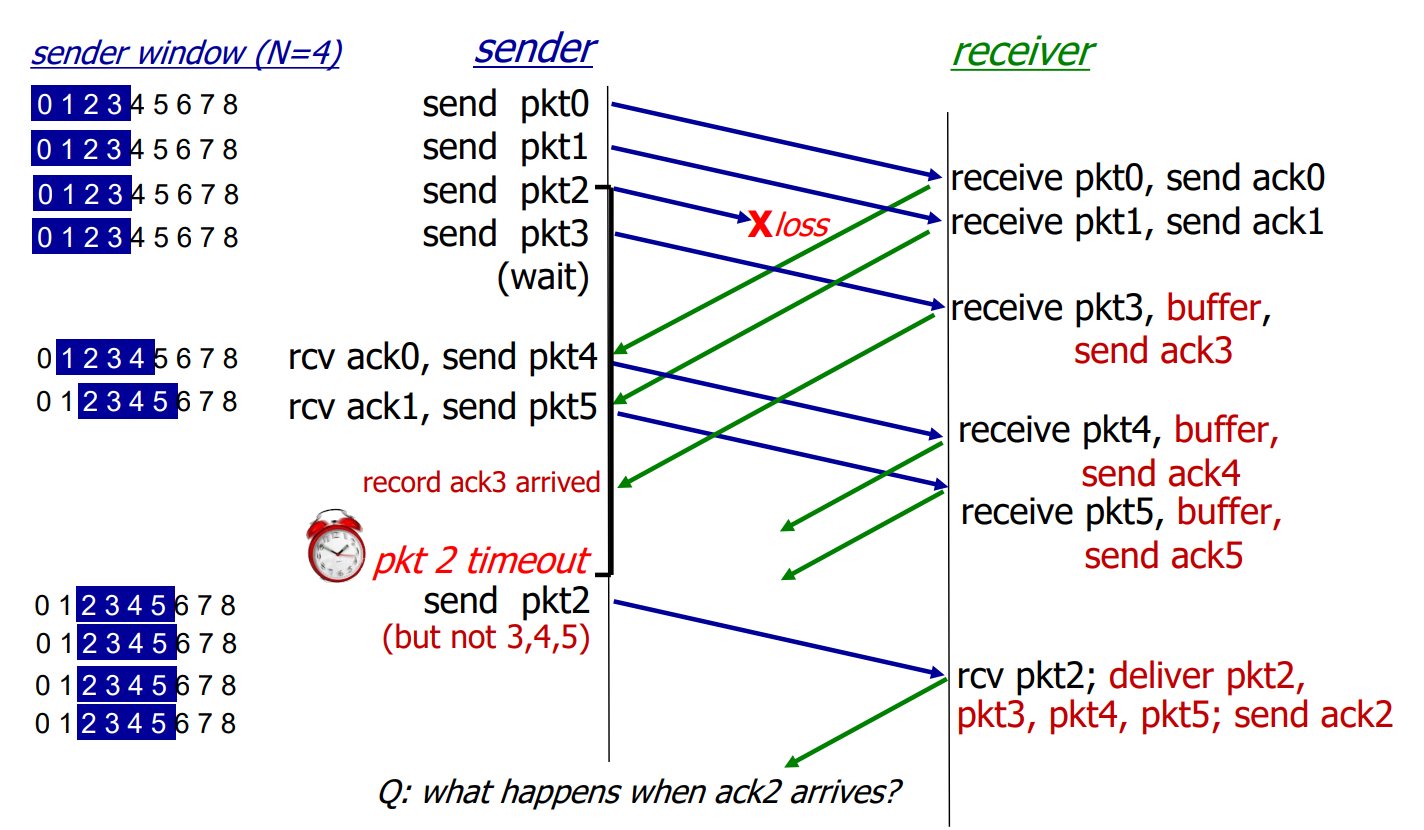 sender window (N=4)
sender
receiver
0 1 2 3 4 5 6 7 8
send pkt0
0 1 2 3 4 5 6 7 8
send pkt1
0 1 2 3 4 5 6 7 8
send pkt2
0 1 2 3 4 5 6 7 8
send pkt3
(wait)
X loss
receive pkt0, send ack0
receive pkt1, send ack1
receive pkt3, buffer,
send ack3
0 1 2 3 4 5 6 7 8
rcv ack0, send pkt4
0 1 2 3 4 5 6 7 8
rcv ack1, send pkt5
record ack3 arrived
receive pkt4, buffer,
send ack4
receive pkt5, buffer,
send ack5
pkt 2 timeout
0 1 2 3 4 5 6 7 8
send pkt2
0 1 2 3 4 5 6 7 8
(but not 3,4,5)
0 1 2 3 4 5 6 7 8
0 1 2 3 4 5 6 7 8
rcv pkt2; deliver pkt2,
pkt3, pkt4, pkt5; send ack2
Q: what happens when ack2 arrives?